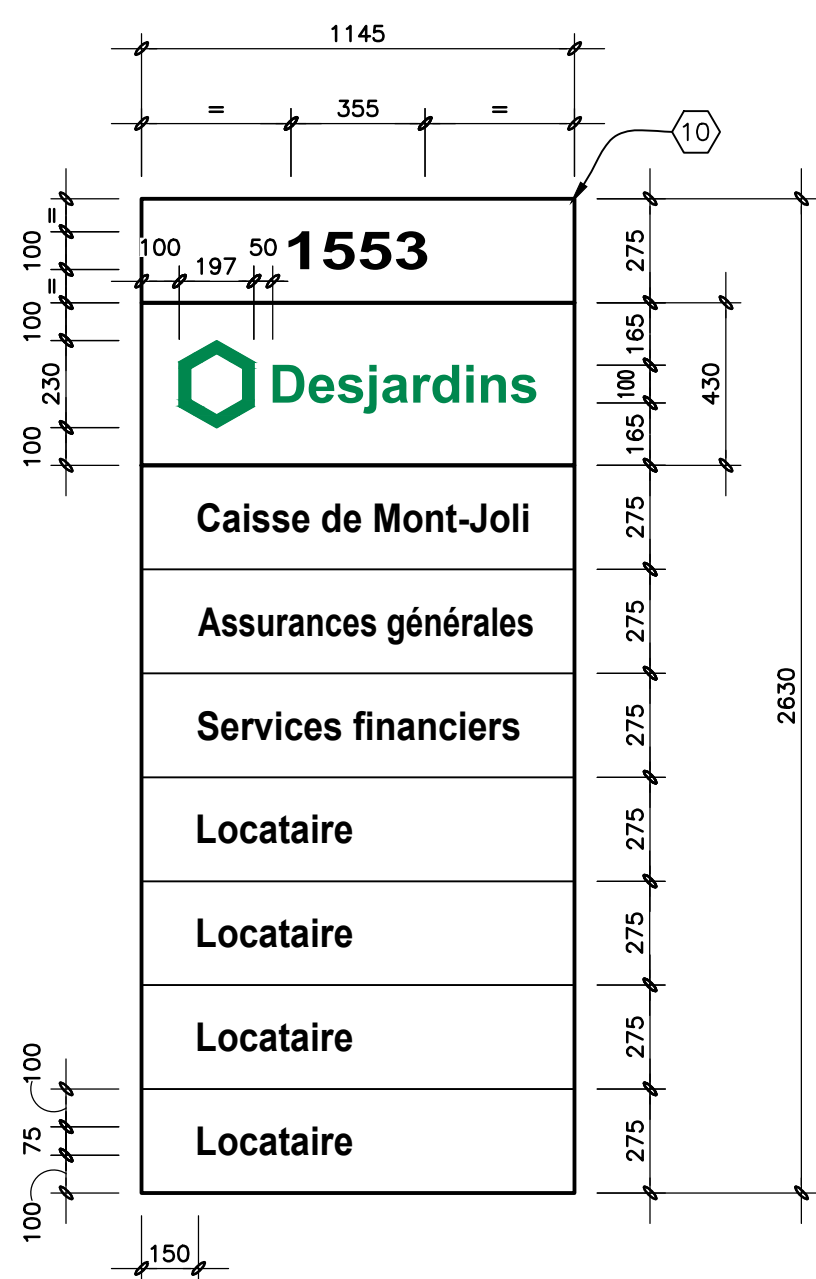 1145
= 355 =
10
= 100 = 100 230 100
100 197 50
1553
275
165 100 165
430
Desjardins
Caisse de Mont-Joli
275
Assurances générales
275
Services financiers
275
2630
Locataire
275
Locataire
275
Locataire
275
100 75 100
Locataire
275
150